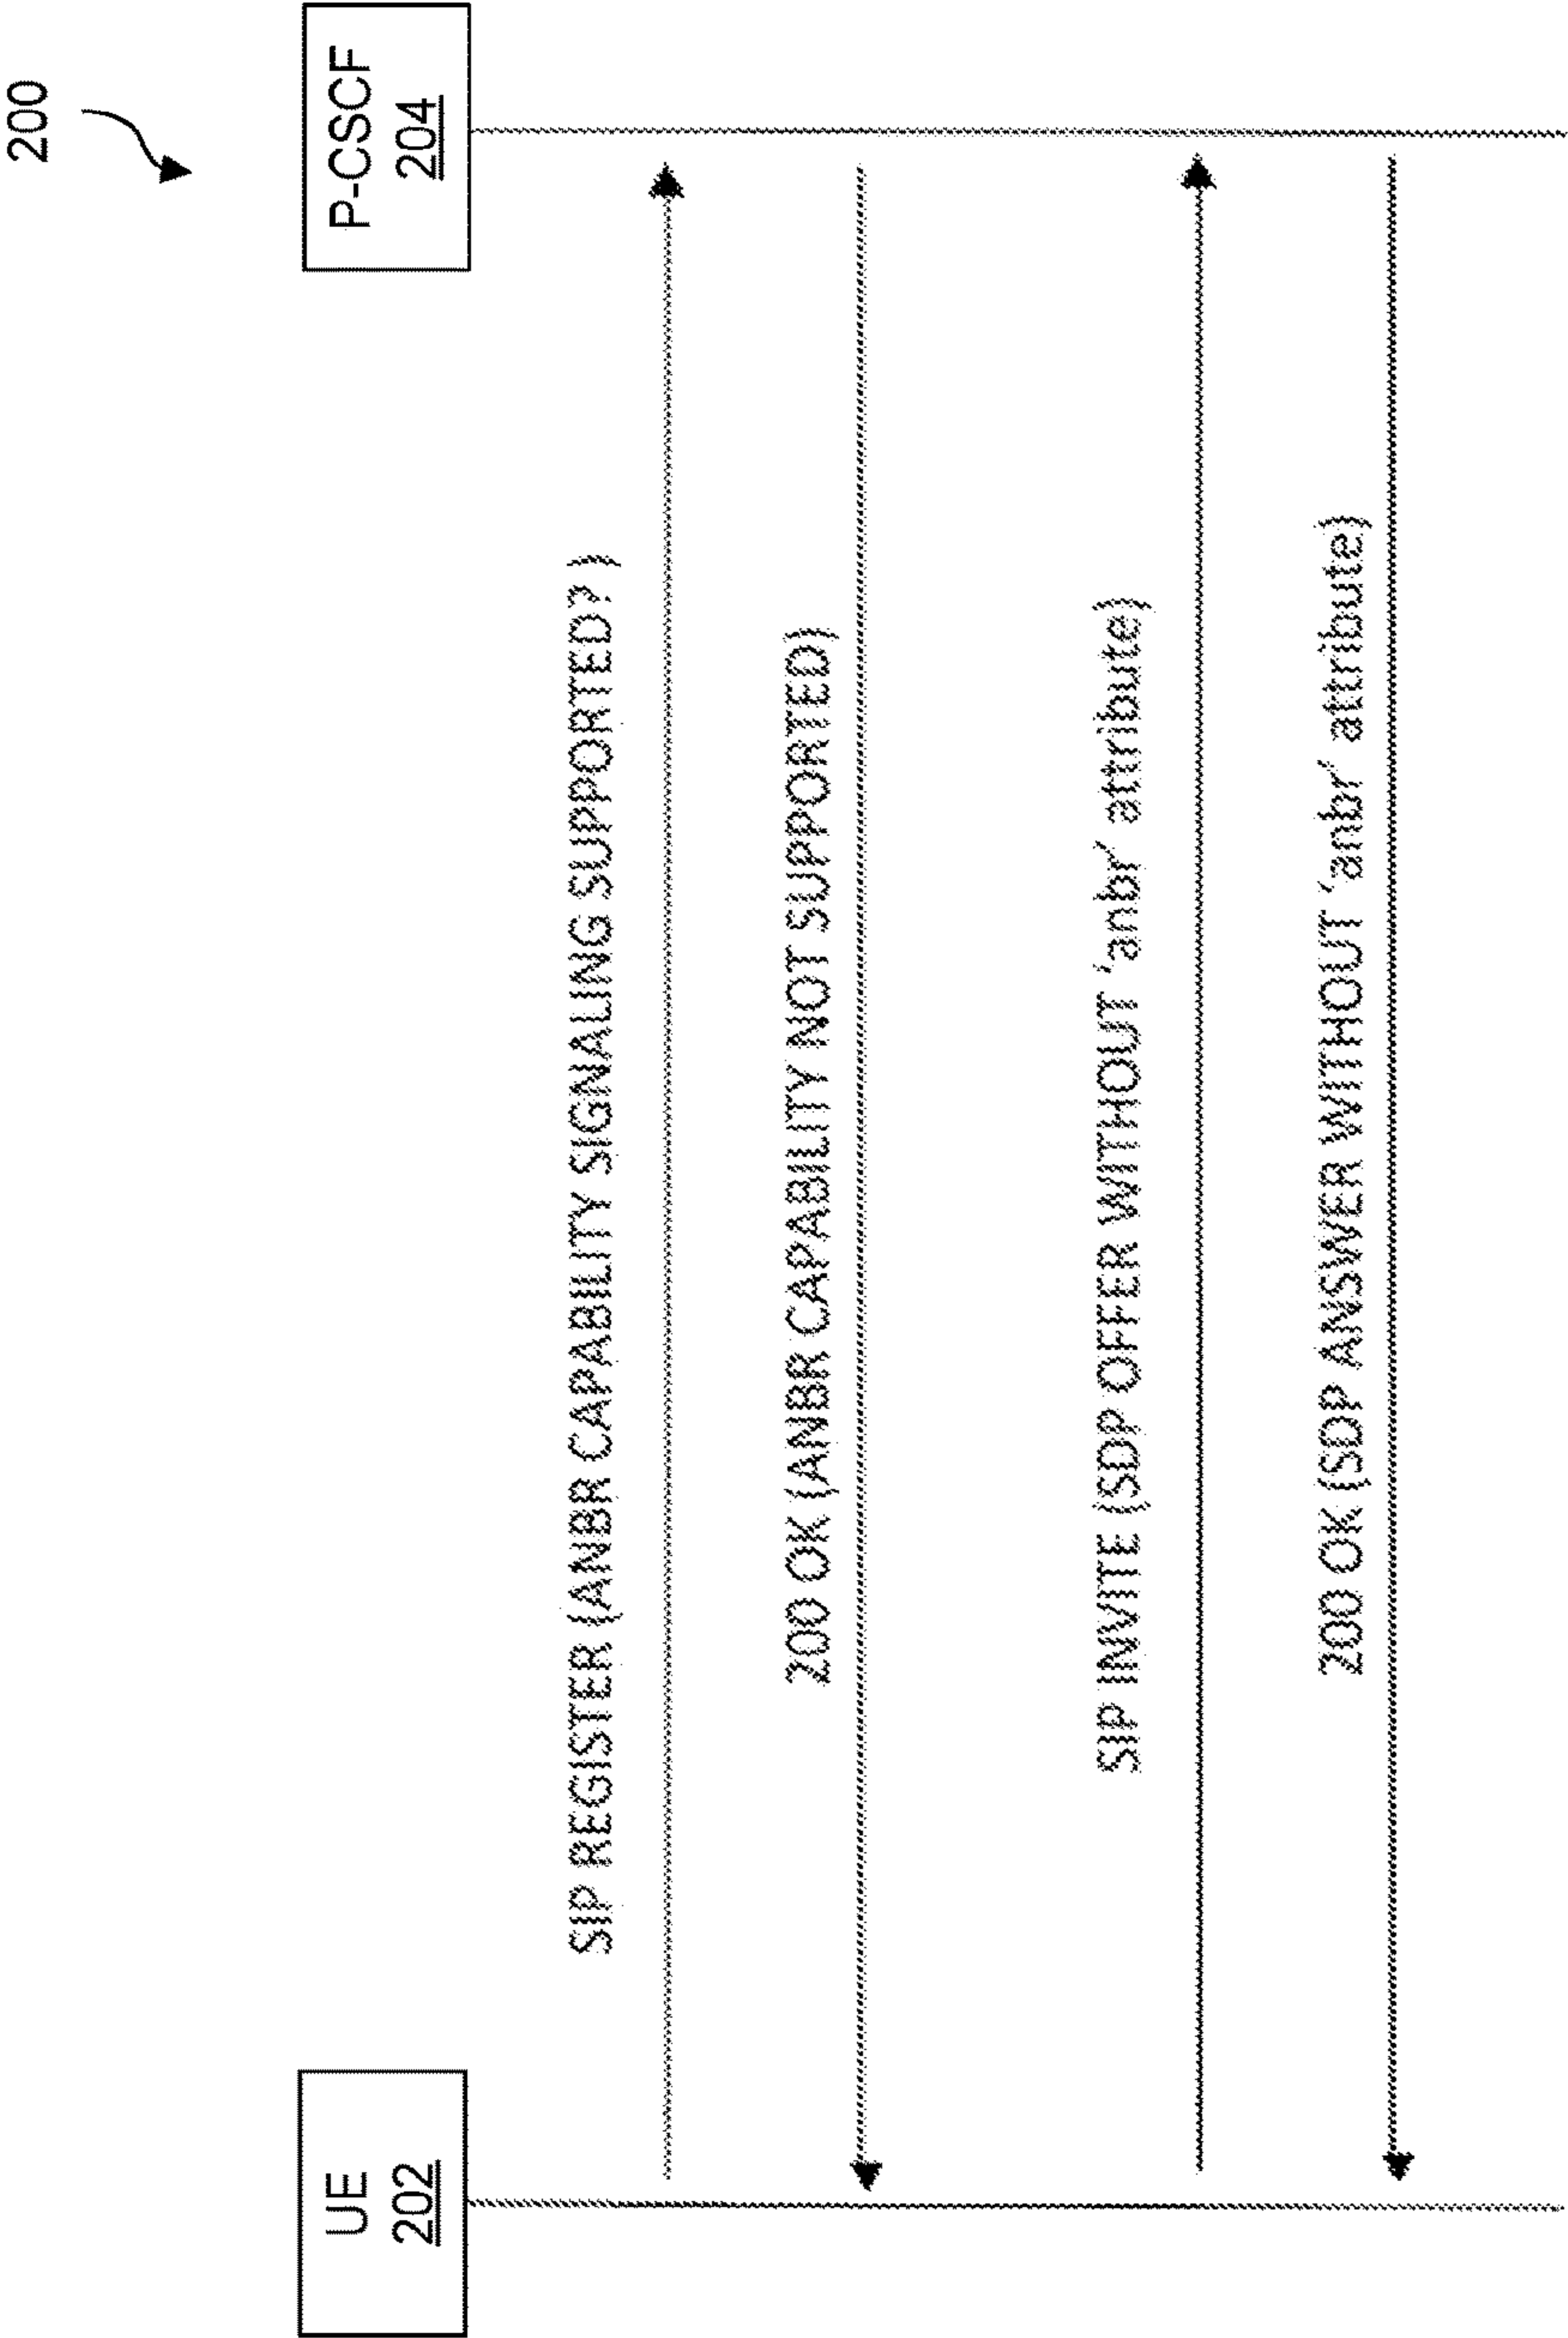 200
UE
202
P-CSCF
204
SIP REGISTER (ANBR CAPABILITY SIGNALING SUPPORTED? )
200 OK (ANBR CAPABILITY NOT SUPPORTED)
SIP INVITE (SDP OFFER WITHOUT 'anbr' attribute)
200 OK (SDP ANSWER WITHOUT 'anbr' attribute)